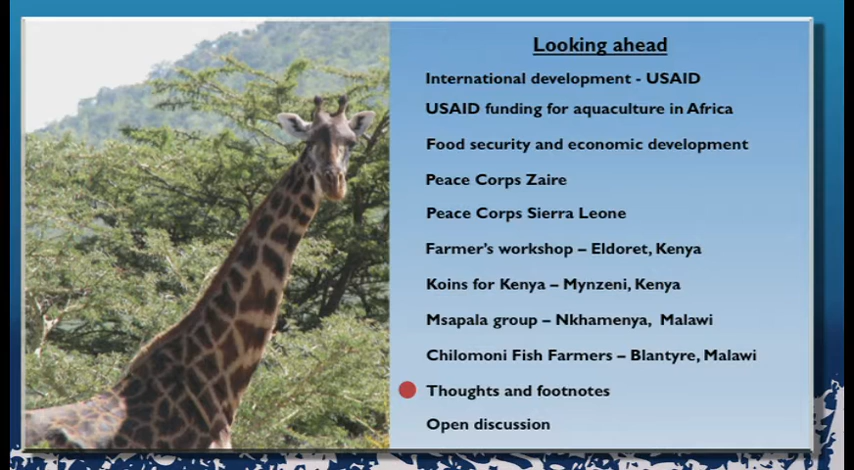 Looking ahead
International development - USAID
USAID funding for aquaculture in Africa
Food security and economic development
Peace Corps Zaire
Peace Corps Sierra Leone
Farmer's workshop – Eldoret, Kenya
Koins for Kenya – Mynzeni, Kenya
Msapala group – Nkhamenya, Malawi
Chilomoni Fish Farmers – Blantyre, Malawi
Thoughts and footnotes
Open discussion